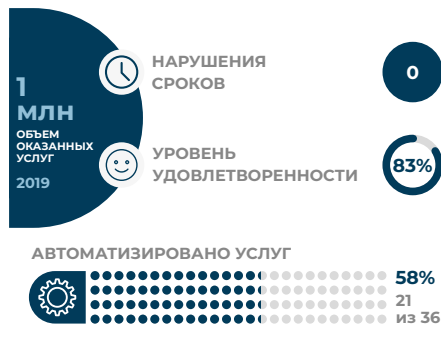 1
МЛН
ОБЪЕМ
ОКАЗАННЫХ
УСЛУГ
2019
НАРУШЕНИЯ
СРОКОВ
0
УРОВЕНЬ
УДОВЛЕТВОРЕННОСТИ
83%
АВТОМАТИЗИРОВАНО УСЛУГ
58%
21
из 36